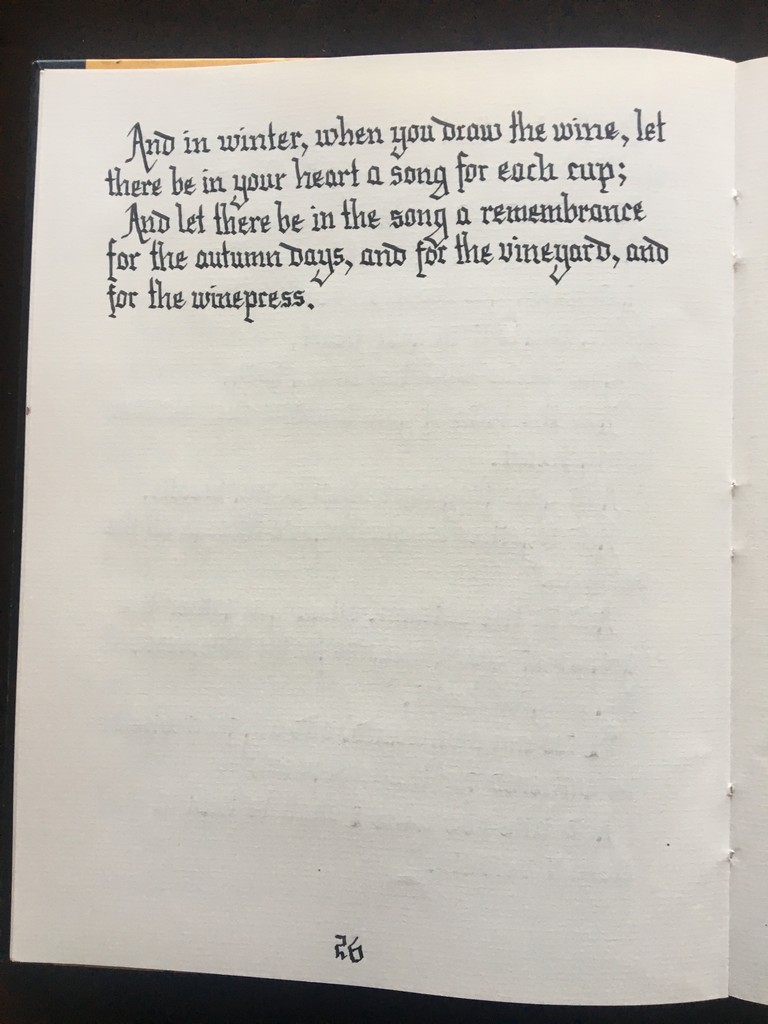 And in winter, when you draw the wine, let
there be in your heart a song for each cup;
And let there be in the song a remembrance
for the autumn days, and for the vineyard, and
for the winepress.
26